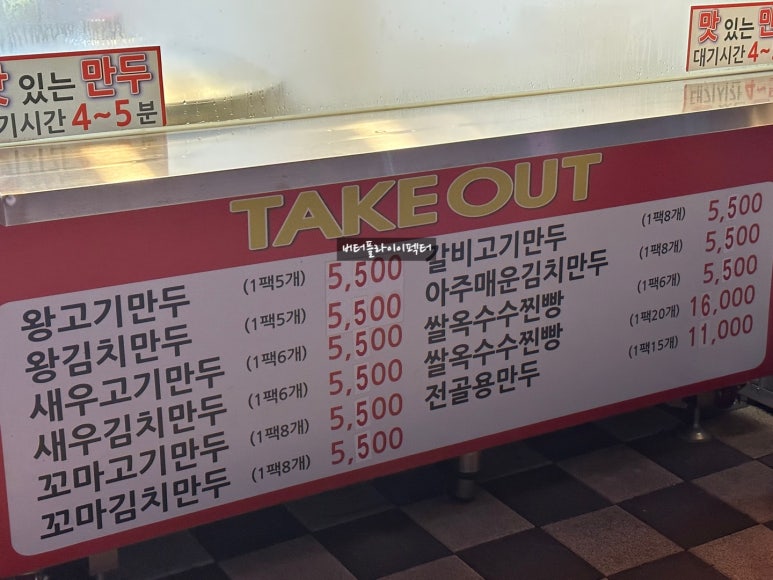 맛 있는 만두
대기시간 4~5분
맛 있는
대기시간 4~
TAKE OUT
버터플라이이펙터
왕고기만두 (1팩5개) 5,500
왕김치만두 (1팩5개) 5,500
새우고기만두 (1팩6개) 5,500
새우김치만두 (1팩6개) 5,500
꼬마고기만두 (1팩8개) 5,500
꼬마김치만두 (1팩8개) 5,500
갈비고기만두 (1팩8개) 5,500
아주매운김치만두 (1팩8개) 5,500
쌀옥수수찐빵 (1팩6개) 5,500
쌀옥수수찐빵 (1팩20개) 16,000
전골용만두 (1팩15개) 11,000